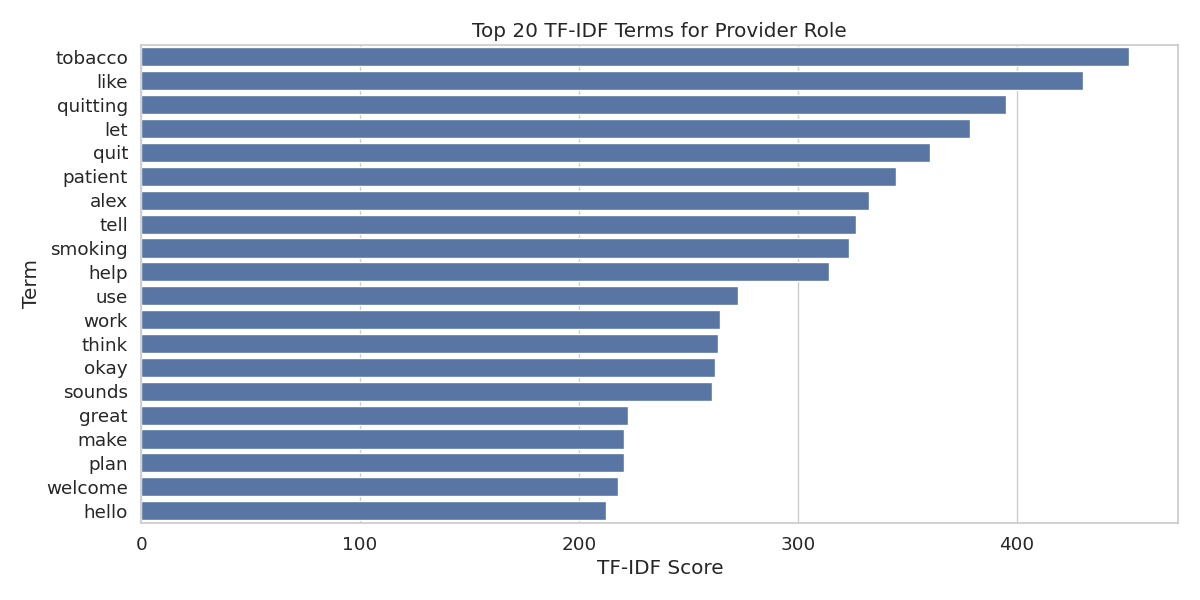 Top 20 TF-IDF Terms for Provider Role
tobacco
like
quitting
let
quit
patient
alex
tell
smoking
help
use
work
think
okay
sounds
great
make
plan
welcome
hello
Term
0 100 200 300 400
TF-IDF Score